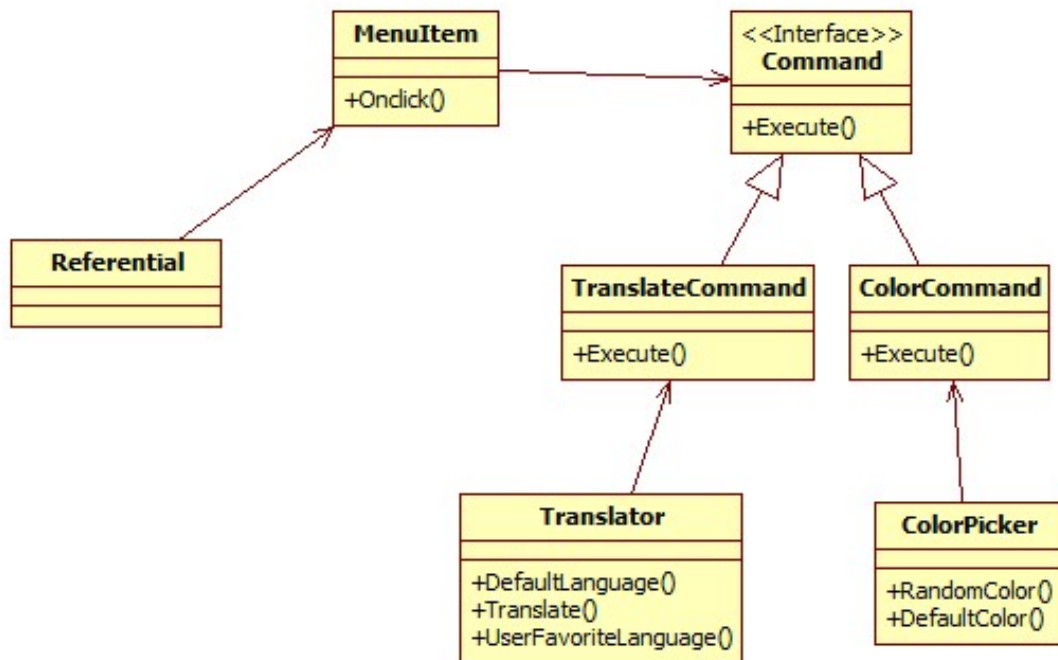 MenuItem
+Onclick()
<<Interface>>
Command
+Execute()
Referential
TranslateCommand
+Execute()
ColorCommand
+Execute()
Translator
+DefaultLanguage()
+Translate()
+UserFavoriteLanguage()
ColorPicker
+RandomColor()
+DefaultColor()